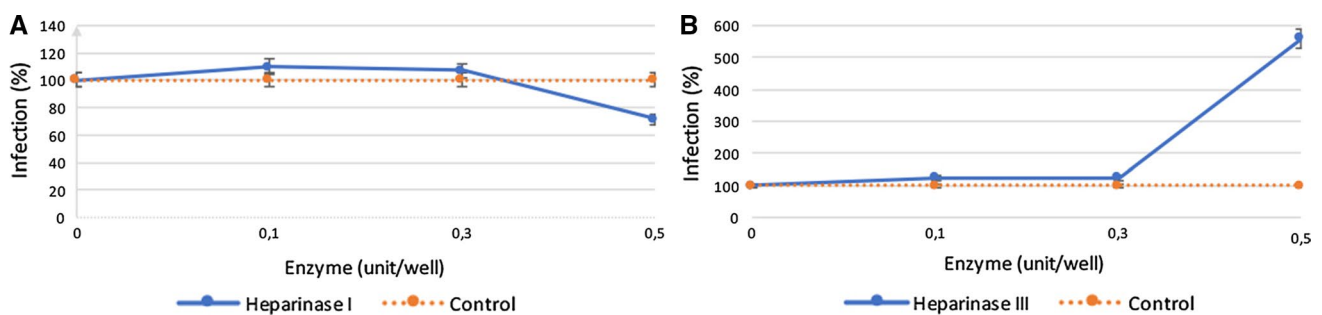 A
140
120
100
80
60
40
20
0
Infection (%)
0 0,1 0,3 0,5
Enzyme (unit/well)
Heparinase I Control
B
600
500
400
300
200
100
0
Infection (%)
0 0,1 0,3 0,5
Enzyme (unit/well)
Heparinase III Control